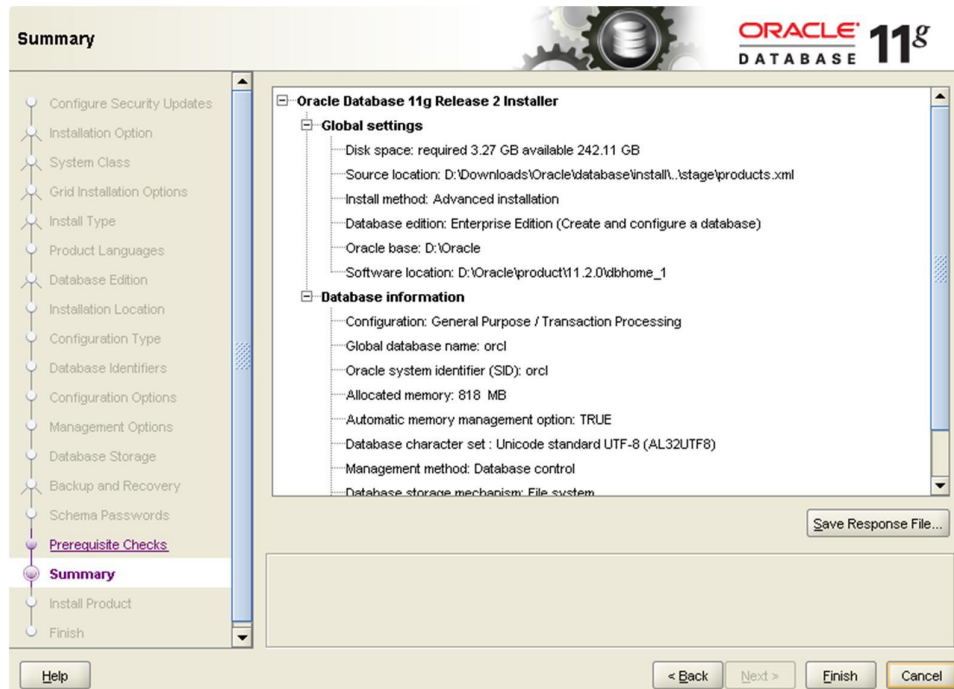 Summary
ORACLE
DATABASE
11g
Configure Security Updates
Installation Option
System Class
Grid Installation Options
Install Type
Product Languages
Database Edition
Installation Location
Configuration Type
Database Identifiers
Configuration Options
Management Options
Database Storage
Backup and Recovery
Schema Passwords
Prerequisite Checks
Summary
Install Product
Finish
Oracle Database 11g Release 2 Installer
Global settings
Disk space: required 3.27 GB available 242.11 GB
Source location: D:\Downloads\Oracle\database\install\..\stage\products.xml
Install method: Advanced installation
Database edition: Enterprise Edition (Create and configure a database)
Oracle base: D:\Oracle
Software location: D:\Oracle\product\11.2.0\dbhome_1
Database information
Configuration: General Purpose / Transaction Processing
Global database name: orcl
Oracle system identifier (SID): orcl
Allocated memory: 818 MB
Automatic memory management option: TRUE
Database character set : Unicode standard UTF-8 (AL32UTF8)
Management method: Database control
Database storage mechanism: File system
Save Response File...
Help
< Back
Next >
Finish
Cancel